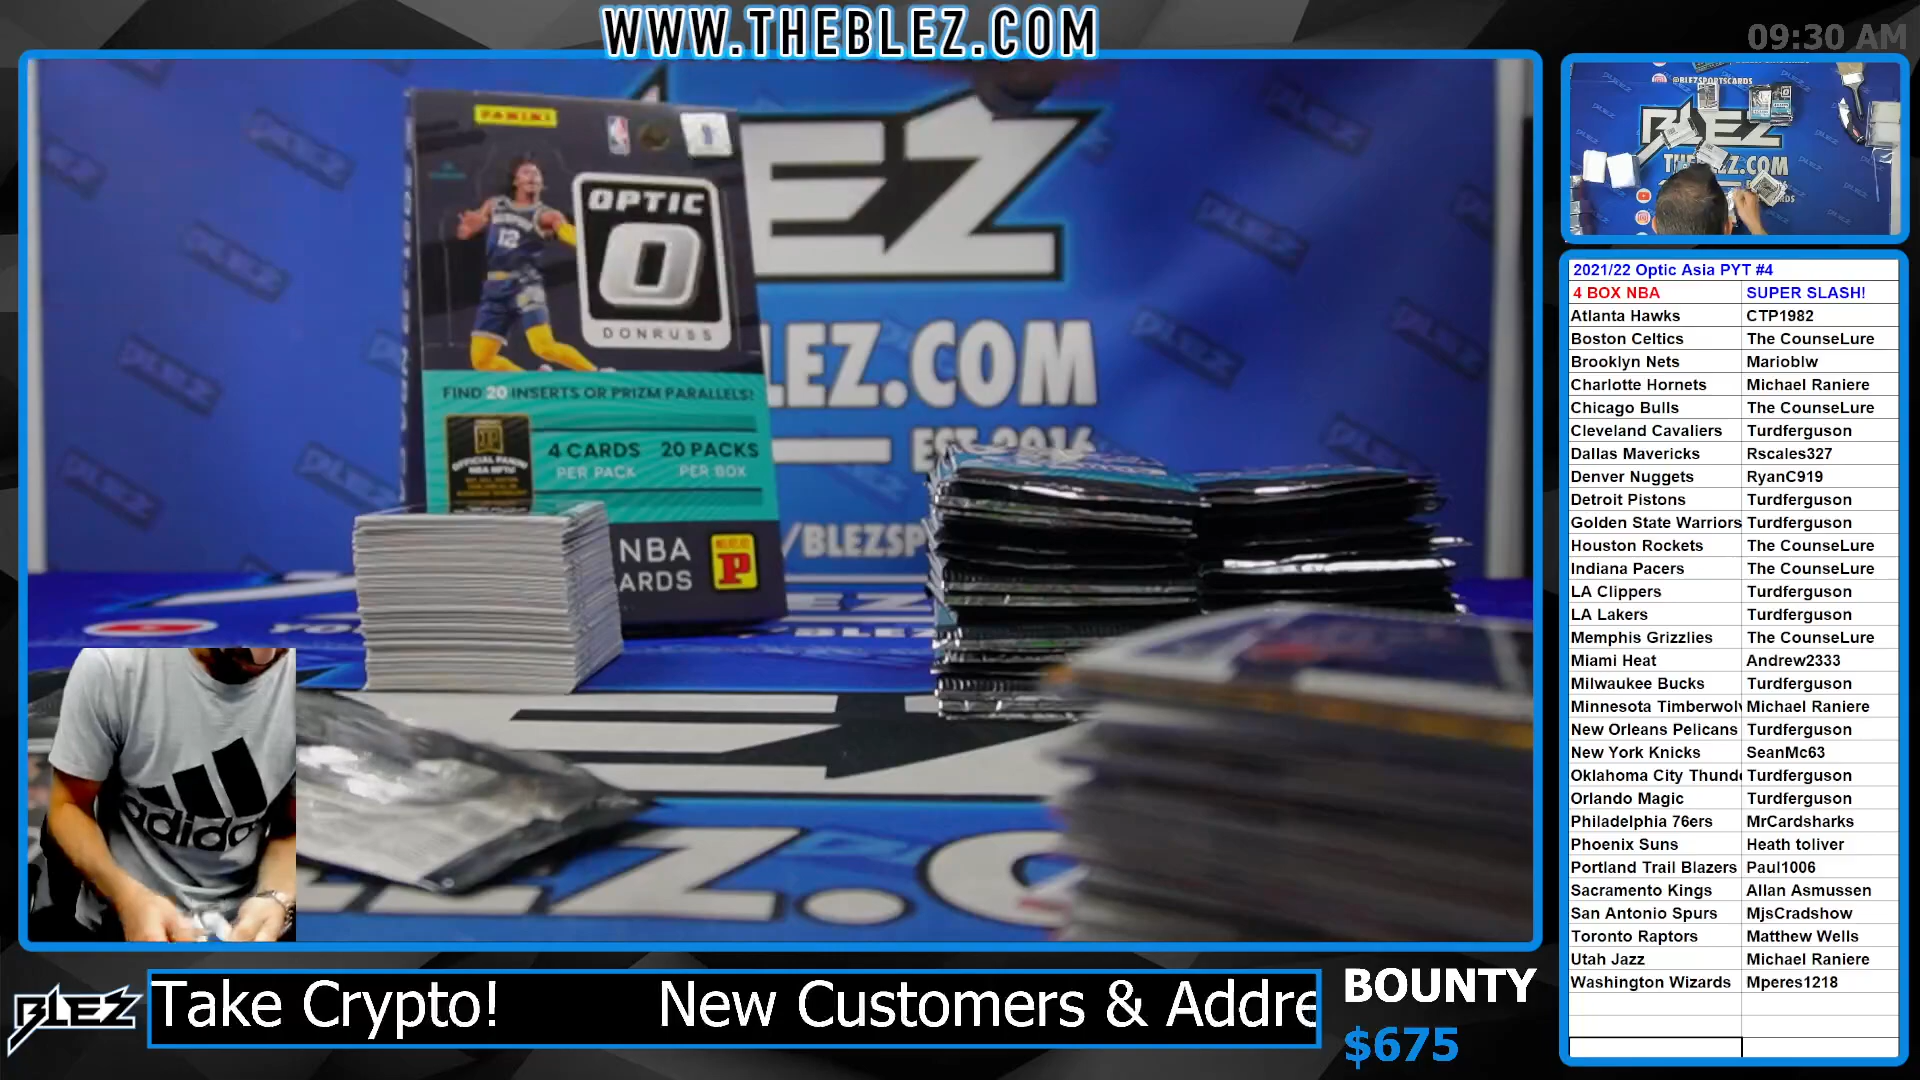 WWW.THEBLEZ.COM
09:30 AM
PANINI
OPTIC
DONRUSS
12
FIND 20 INSERTS OR PRIZM PARALLELS!
4 CARDS 20 PACKS
PER PACK PER BOX
NBA
ARDS
P
EZ
LEZ.COM
EST 2016
/BLEZSP
adidas
@BLEZSPORTSCARDS
BLEZ
2021/22 Optic Asia PYT #4
4 BOX NBA SUPER SLASH!
Atlanta Hawks CTP1982
Boston Celtics The CounseLure
Brooklyn Nets Marioblw
Charlotte Hornets Michael Raniere
Chicago Bulls The CounseLure
Cleveland Cavaliers Turdferguson
Dallas Mavericks Rscales327
Denver Nuggets RyanC919
Detroit Pistons Turdferguson
Golden State Warriors Turdferguson
Houston Rockets The CounseLure
Indiana Pacers The CounseLure
LA Clippers Turdferguson
LA Lakers Turdferguson
Memphis Grizzlies The CounseLure
Miami Heat Andrew2333
Milwaukee Bucks Turdferguson
Minnesota Timberwolv Michael Raniere
New Orleans Pelicans Turdferguson
New York Knicks SeanMc63
Oklahoma City Thunde Turdferguson
Orlando Magic Turdferguson
Philadelphia 76ers MrCardsharks
Phoenix Suns Heath toliver
Portland Trail Blazers Paul1006
Sacramento Kings Allan Asmussen
San Antonio Spurs MjsCradshow
Toronto Raptors Matthew Wells
Utah Jazz Michael Raniere
Washington Wizards Mperes1218
BLEZ
Take Crypto! New Customers & Addre
BOUNTY
$675